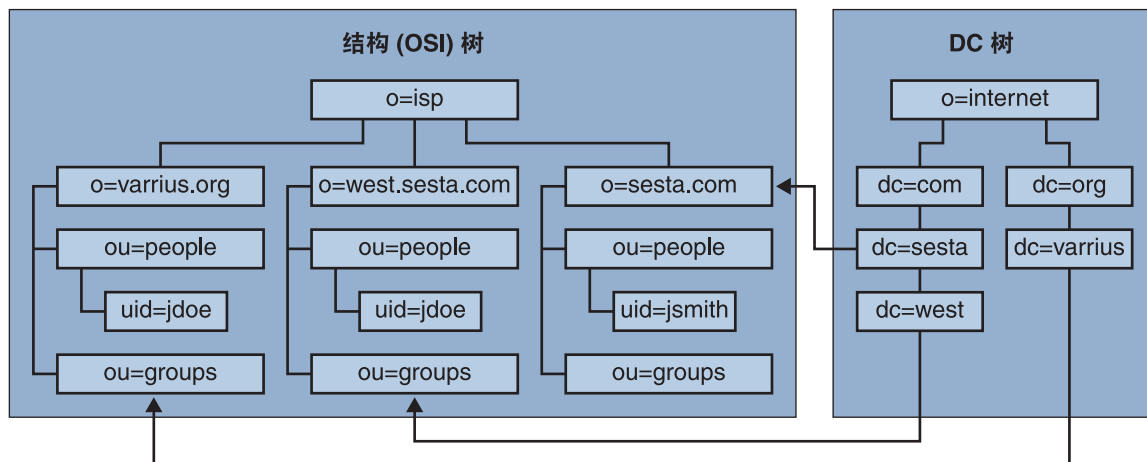 结构 (OSI) 树
o=isp
o=varrius.org
ou=people
uid=jdoe
ou=groups
o=west.sesta.com
ou=people
uid=jdoe
ou=groups
o=sesta.com
ou=people
uid=jsmith
ou=groups
DC 树
o=internet
dc=com
dc=sesta
dc=west
dc=org
dc=varrius